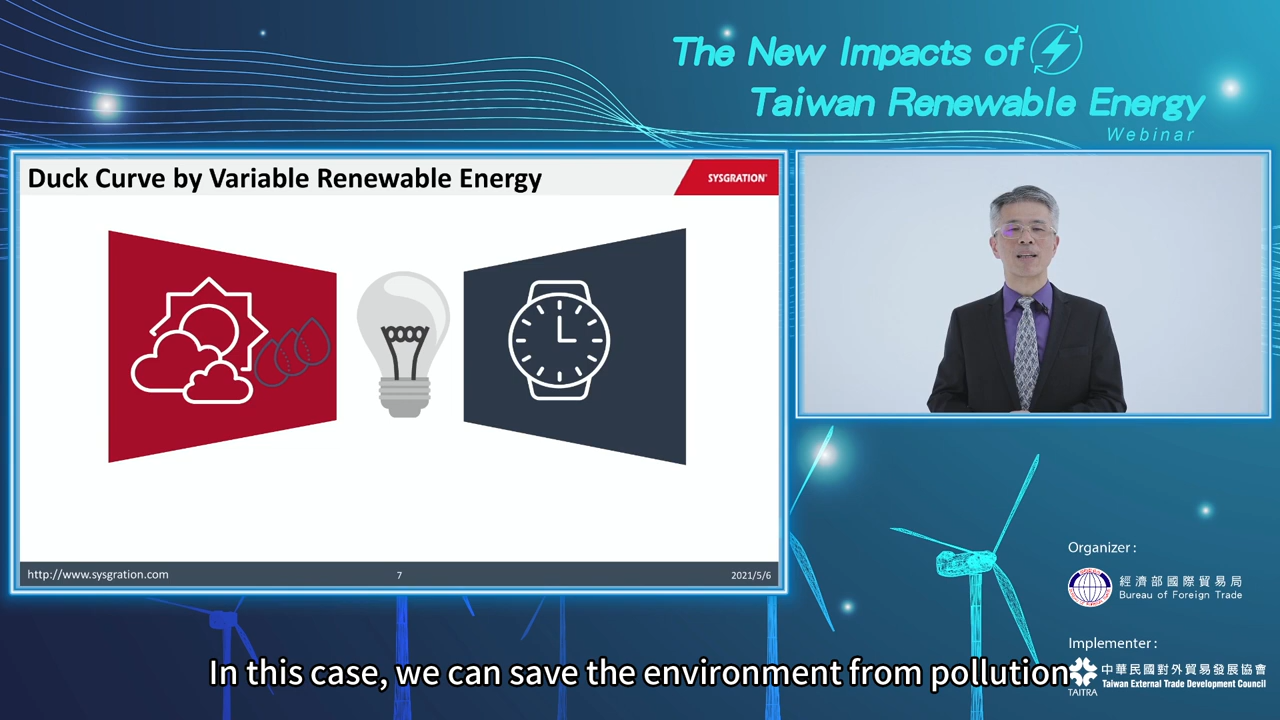 The New Impacts of
Taiwan Renewable Energy
Webinar
Duck Curve by Variable Renewable Energy
SYSGRATION
http://www.sysgration.com
7
2021/5/6
Organizer :
經濟部國際貿易局
Bureau of Foreign Trade
Implementer :
中華民國對外貿易發展協會
Taiwan External Trade Development Council
TAITRA
In this case, we can save the environment from pollution